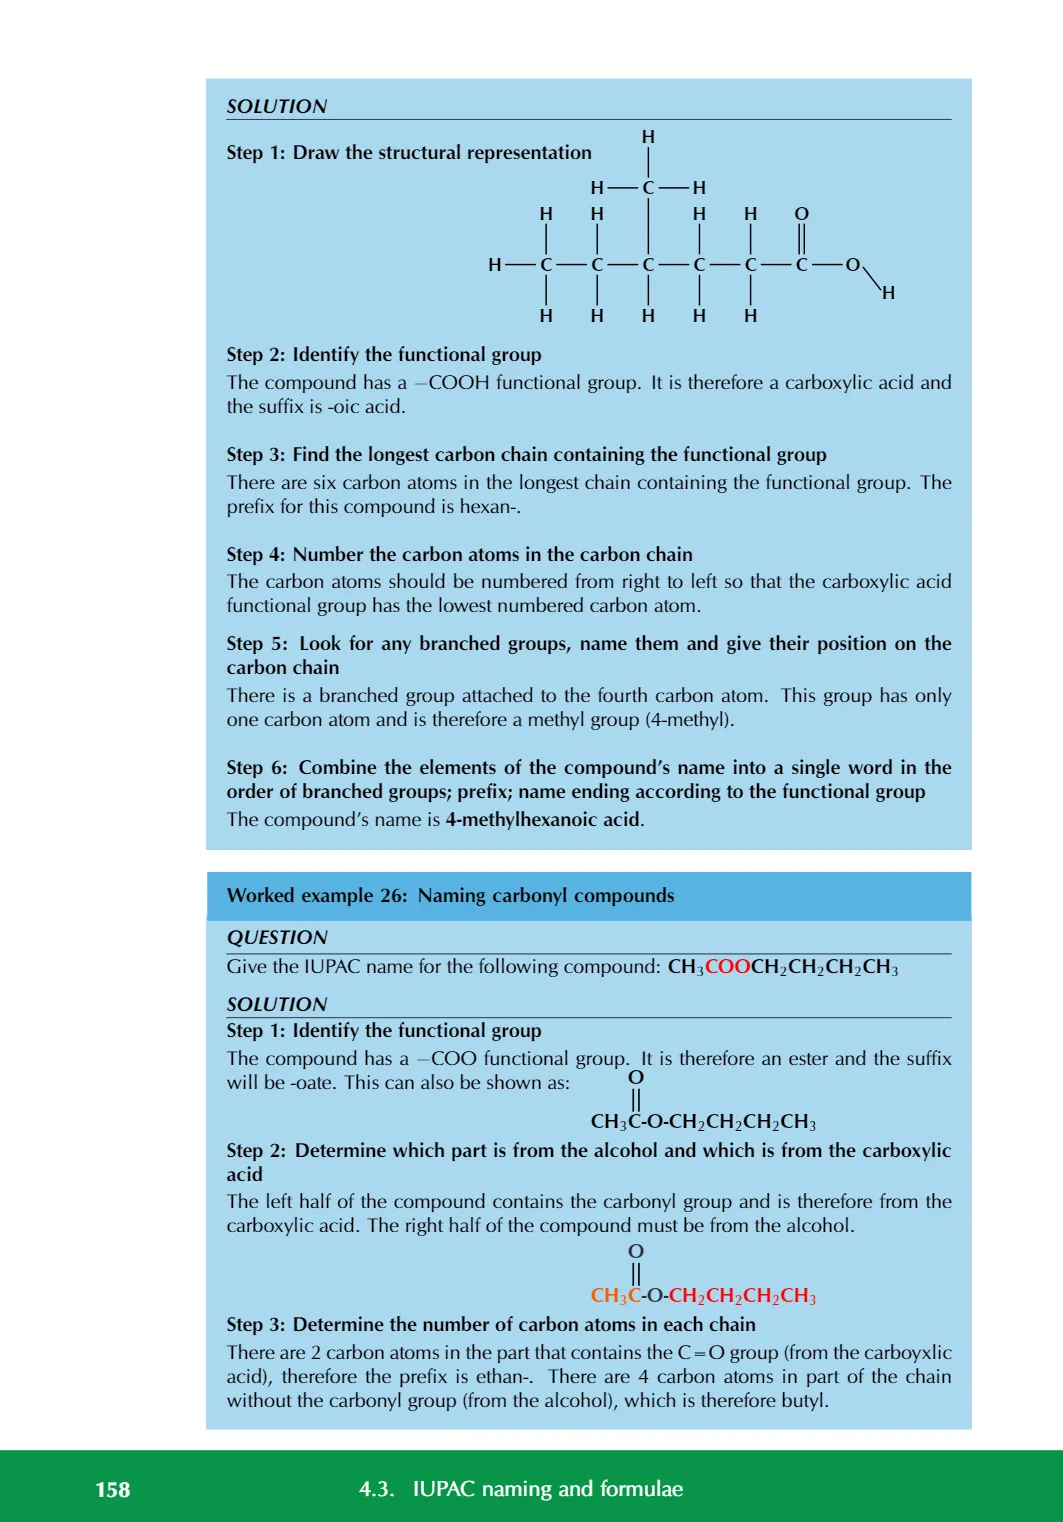 SOLUTION
Step 1: Draw the structural representation
H
H C H
H H H H O
H C C C C C C O
H
H H H H H
Step 2: Identify the functional group
The compound has a −COOH functional group. It is therefore a carboxylic acid and
the suffix is -oic acid.
Step 3: Find the longest carbon chain containing the functional group
There are six carbon atoms in the longest chain containing the functional group. The
prefix for this compound is hexan-.
Step 4: Number the carbon atoms in the carbon chain
The carbon atoms should be numbered from right to left so that the carboxylic acid
functional group has the lowest numbered carbon atom.
Step 5: Look for any branched groups, name them and give their position on the
carbon chain
There is a branched group attached to the fourth carbon atom. This group has only
one carbon atom and is therefore a methyl group (4-methyl).
Step 6: Combine the elements of the compound's name into a single word in the
order of branched groups; prefix; name ending according to the functional group
The compound's name is 4-methylhexanoic acid.
Worked example 26: Naming carbonyl compounds
QUESTION
Give the IUPAC name for the following compound: CH₃COOCH₂CH₂CH₂CH₃
SOLUTION
Step 1: Identify the functional group
The compound has a −COO functional group. It is therefore an ester and the suffix
will be -oate. This can also be shown as:
O
CH₃C-O-CH₂CH₂CH₂CH₃
Step 2: Determine which part is from the alcohol and which is from the carboxylic
acid
The left half of the compound contains the carbonyl group and is therefore from the
carboxylic acid. The right half of the compound must be from the alcohol.
O
CH₃C-O-CH₂CH₂CH₂CH₃
Step 3: Determine the number of carbon atoms in each chain
There are 2 carbon atoms in the part that contains the C=O group (from the carboyxlic
acid), therefore the prefix is ethan-. There are 4 carbon atoms in part of the chain
without the carbonyl group (from the alcohol), which is therefore butyl.
158 4.3. IUPAC naming and formulae